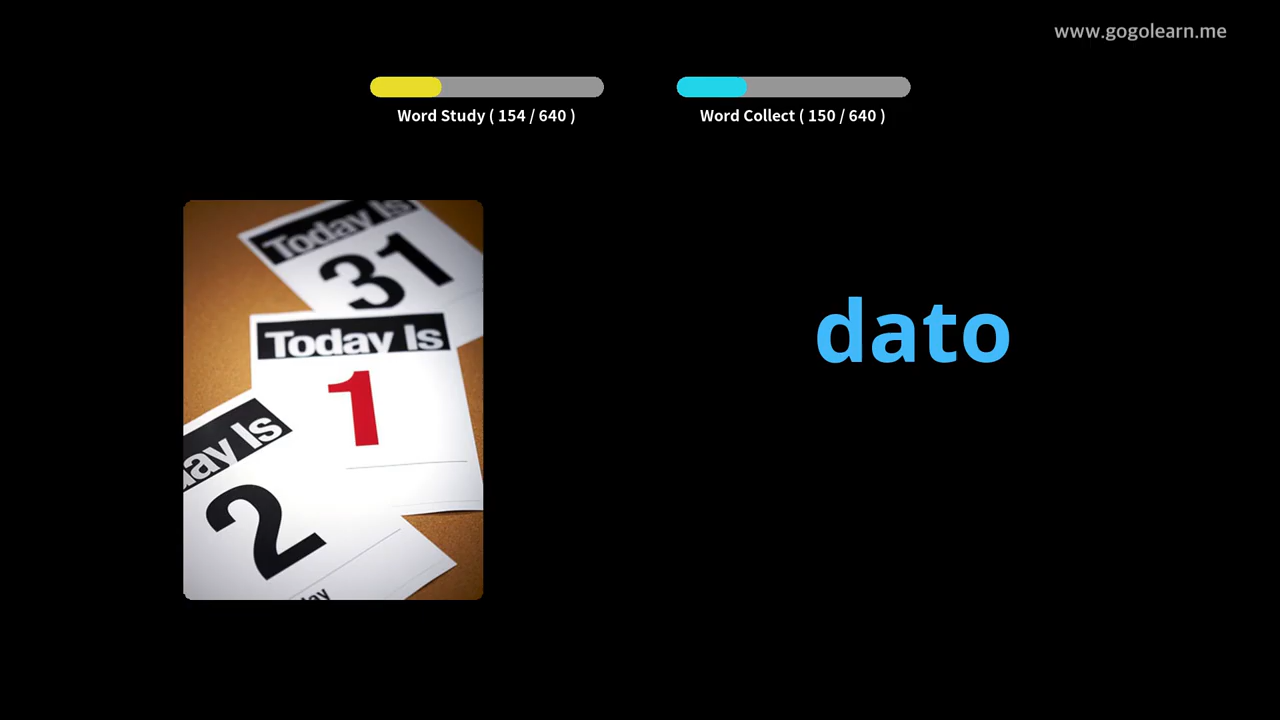 www.gogolearn.me
Word Study ( 154 / 640 )
Word Collect ( 150 / 640 )
Today Is
31
Today Is
1
day Is
2
dato